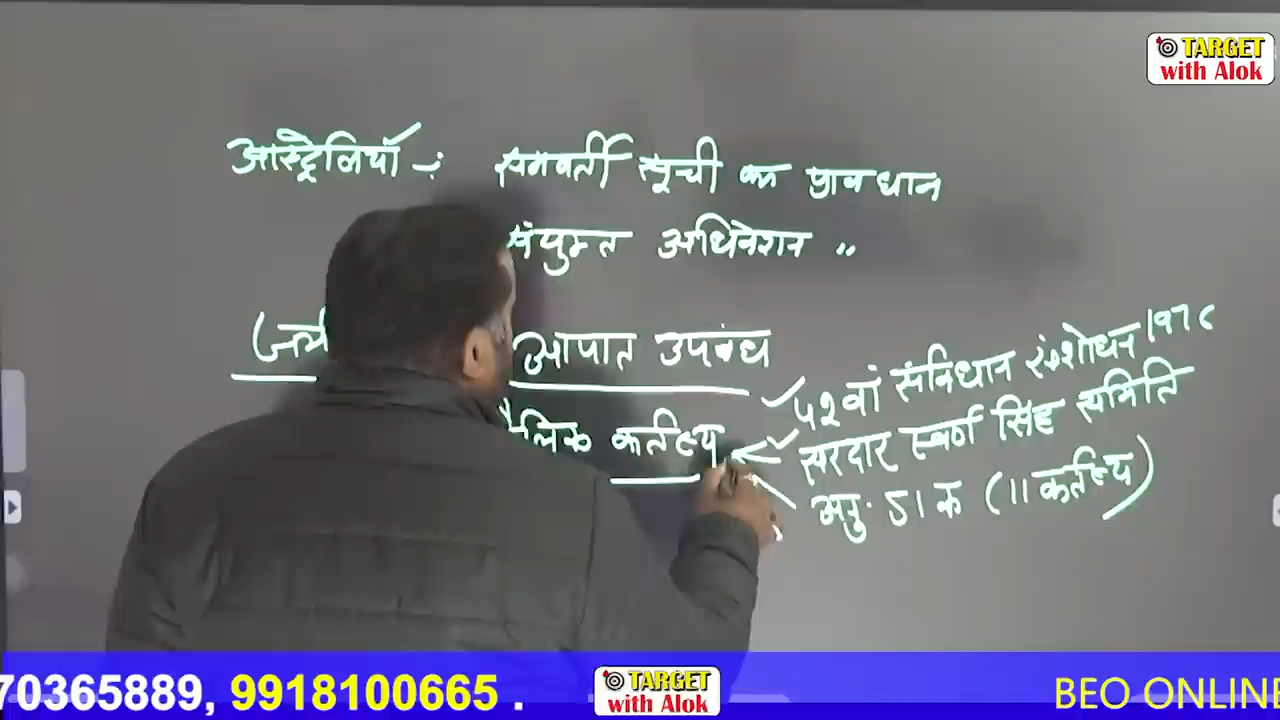 TARGET
with Alok
आस्ट्रेलिया :
समवर्ती सूची का प्रावधान
संयुक्त अधिवेशन "
आपात उपबंध
42वां संविधान संशोधन 1976
कर्तव्य
सरदार स्वर्ण सिंह समिति
अनु. 51 क (11 कर्तव्य)
70365889, 9918100665 .
TARGET
with Alok
BEO ONLINE